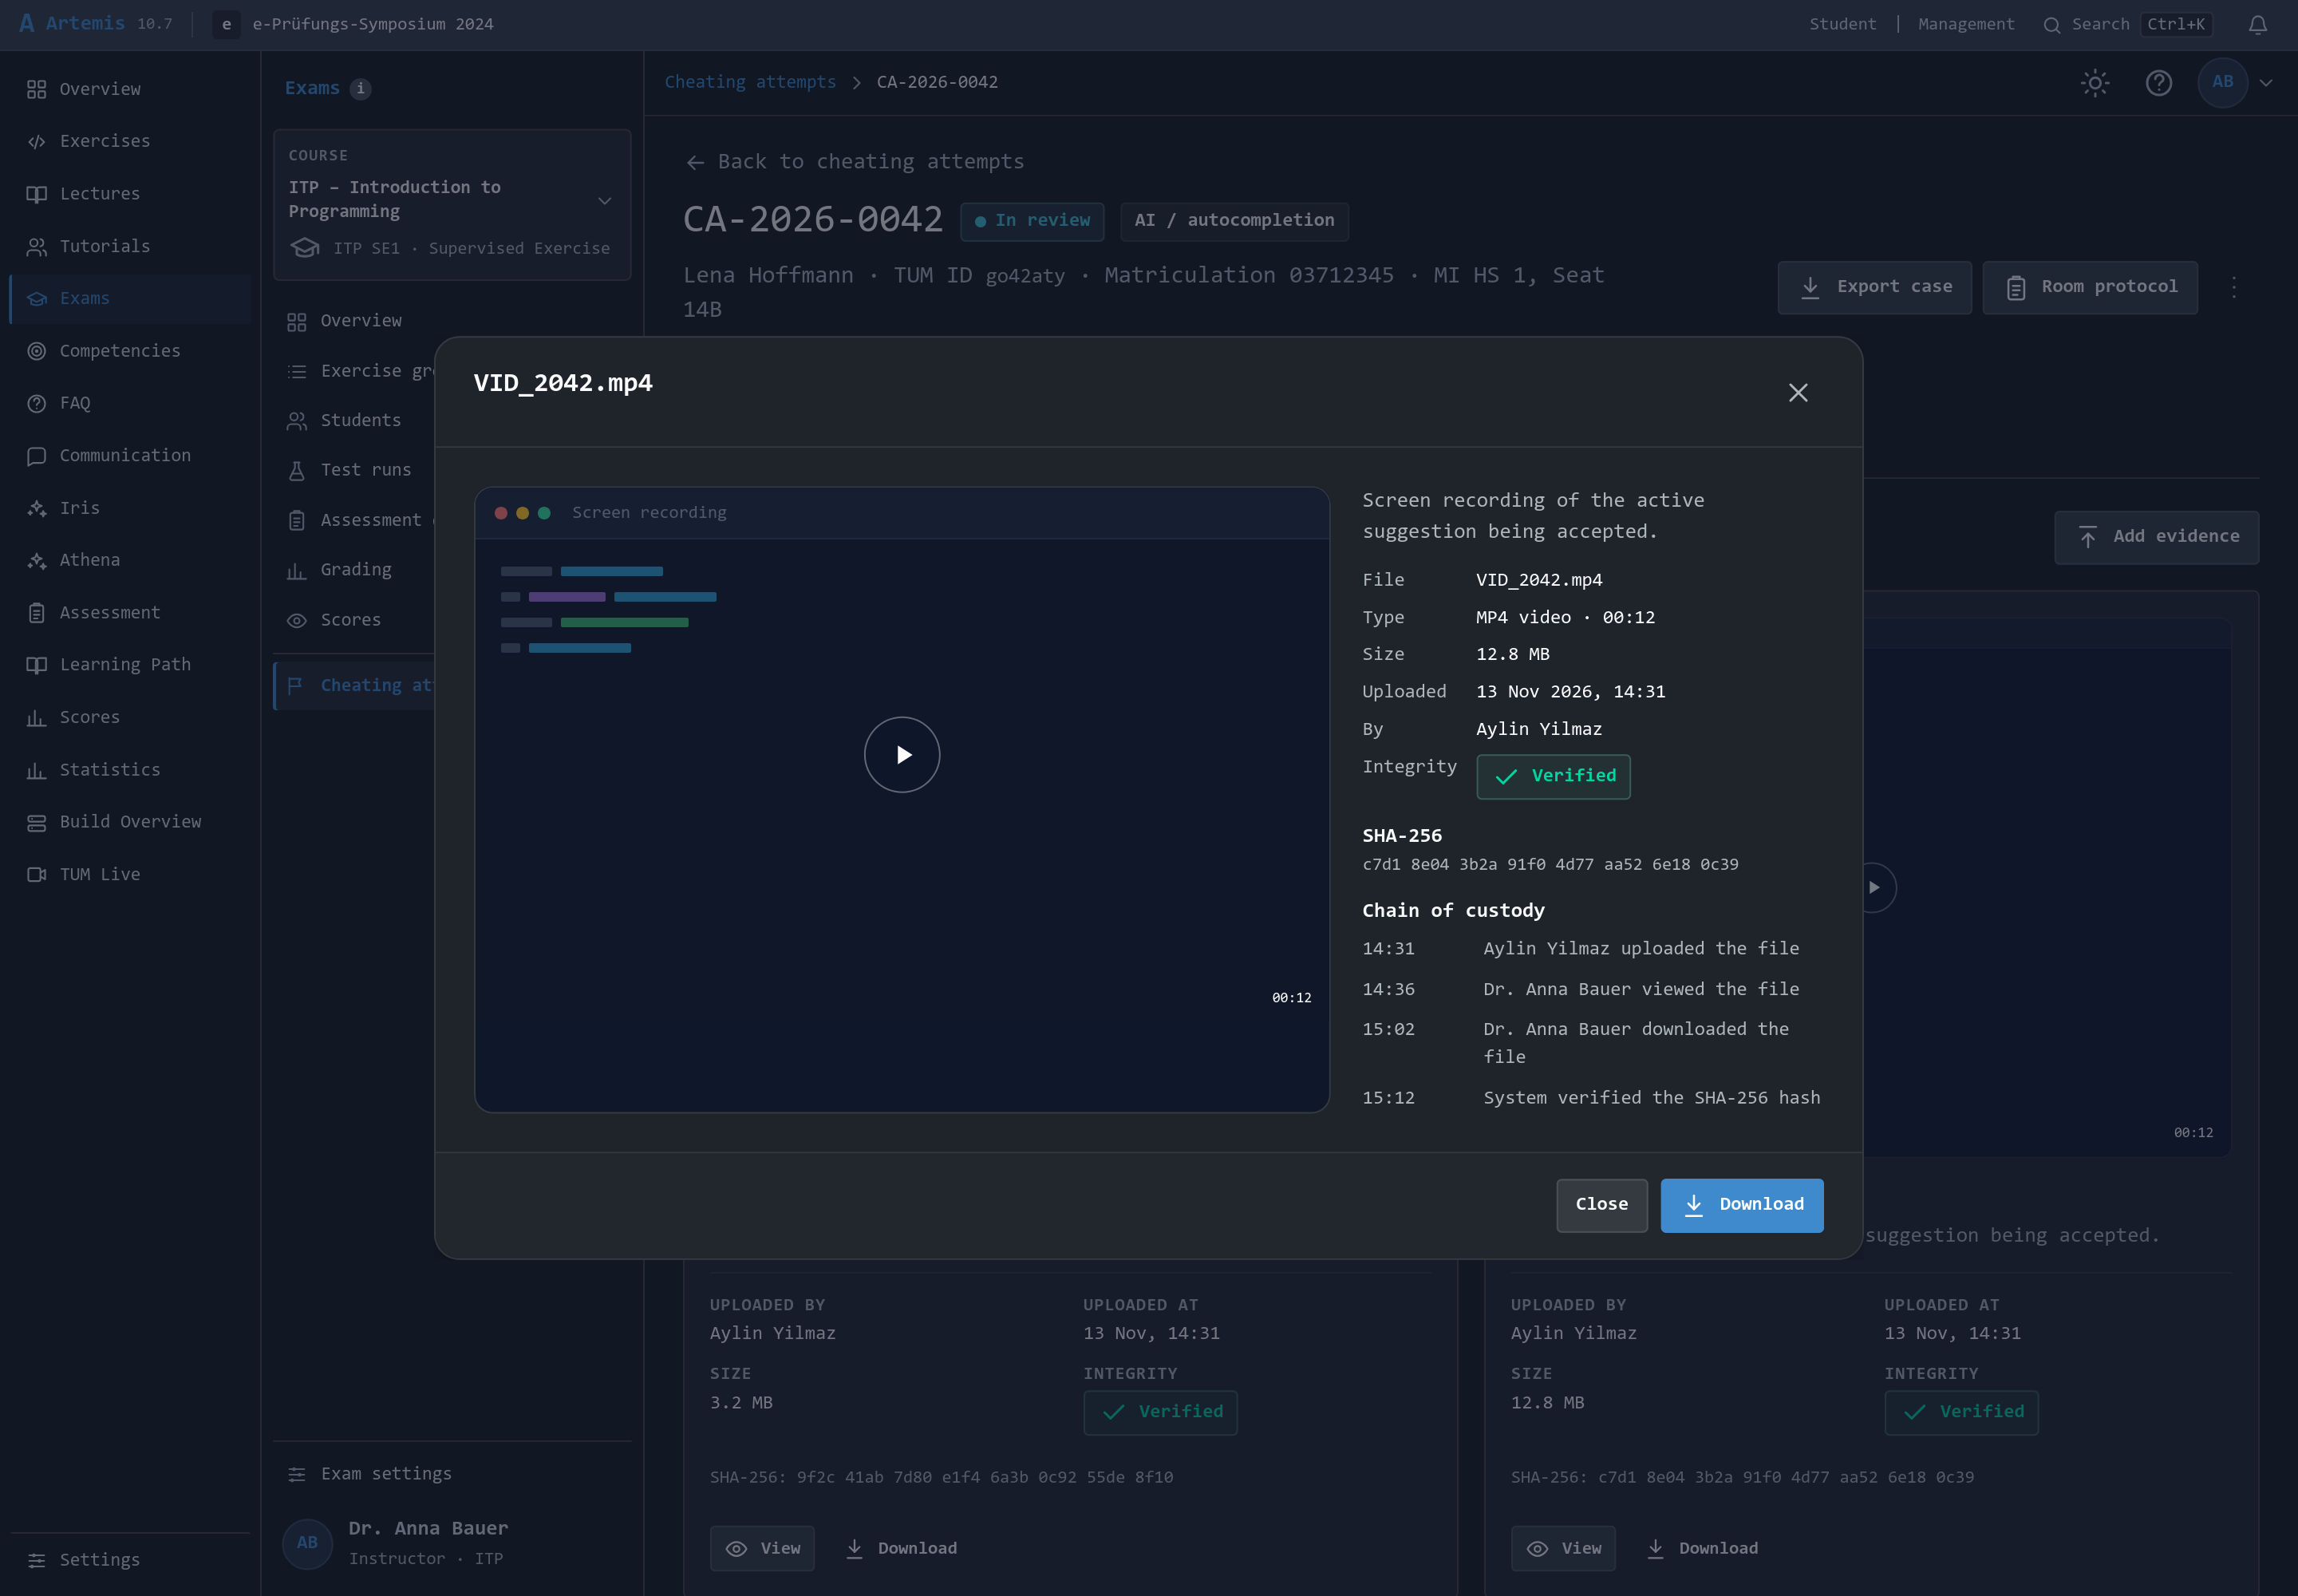 A Artemis 10.7 e e-Prüfungs-Symposium 2024
Student | Management Search Ctrl+K
Overview
Exercises
Lectures
Tutorials
Exams
Competencies
FAQ
Communication
Iris
Athena
Assessment
Learning Path
Scores
Statistics
Build Overview
TUM Live
Settings
Exams i
COURSE
ITP – Introduction to
Programming
ITP SE1 · Supervised Exercise
Overview
Exercise gr
Students
Test runs
Assessment
Grading
Scores
Cheating at
Exam settings
AB
Dr. Anna Bauer
Instructor · ITP
Cheating attempts > CA-2026-0042
AB
← Back to cheating attempts
CA-2026-0042 In review AI / autocompletion
Lena Hoffmann · TUM ID go42aty · Matriculation 03712345 · MI HS 1, Seat
14B
Export case
Room protocol
Add evidence
VID_2042.mp4
Screen recording
00:12
Screen recording of the active
suggestion being accepted.
File VID_2042.mp4
Type MP4 video · 00:12
Size 12.8 MB
Uploaded 13 Nov 2026, 14:31
By Aylin Yilmaz
Integrity Verified
SHA-256
c7d1 8e04 3b2a 91f0 4d77 aa52 6e18 0c39
Chain of custody
14:31 Aylin Yilmaz uploaded the file
14:36 Dr. Anna Bauer viewed the file
15:02 Dr. Anna Bauer downloaded the
file
15:12 System verified the SHA-256 hash
Close
Download
00:12
suggestion being accepted.
UPLOADED BY UPLOADED AT
Aylin Yilmaz 13 Nov, 14:31
SIZE INTEGRITY
3.2 MB Verified
SHA-256: 9f2c 41ab 7d80 e1f4 6a3b 0c92 55de 8f10
View Download
UPLOADED BY UPLOADED AT
Aylin Yilmaz 13 Nov, 14:31
SIZE INTEGRITY
12.8 MB Verified
SHA-256: c7d1 8e04 3b2a 91f0 4d77 aa52 6e18 0c39
View Download